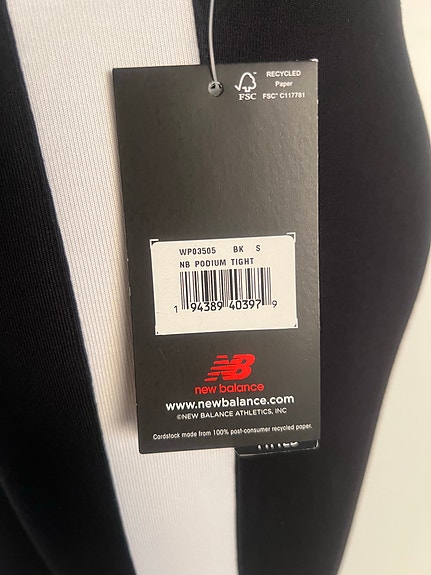 RECYCLED
Paper
FSC® C117781
FSC
WP03505 BK S
NB PODIUM TIGHT
1 94389 40397 9
NB
new balance
www.newbalance.com
©NEW BALANCE ATHLETICS, INC
Cardstock made from 100% post-consumer recycled paper.